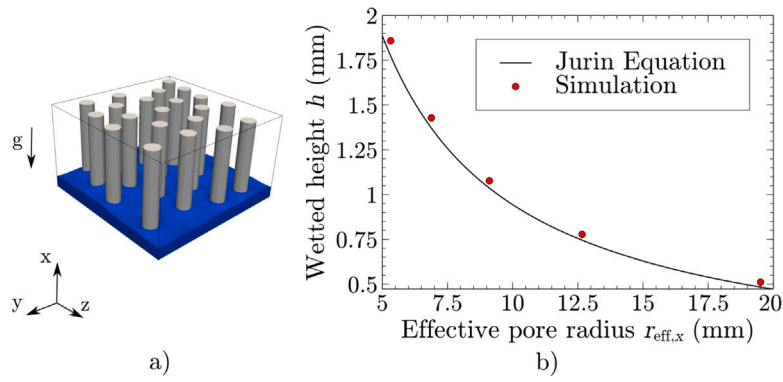 g
x
y
z
a)
Wetted height h (mm)
2
1.75
1.5
1.25
1
0.75
0.5
Jurin Equation
Simulation
5 7.5 10 12.5 15 17.5 20
Effective pore radius r_eff,x (mm)
b)